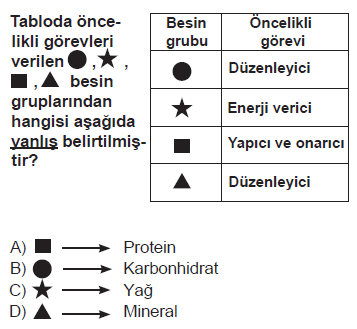 Tabloda önce-
likli görevleri
verilen ● , ★ ,
■ , ▲ besin
gruplarından
hangisi aşağıda
yanlış belirtilmiş-
tir?
Besin grubu
Öncelikli görevi
● Düzenleyici
★ Enerji verici
■ Yapıcı ve onarıcı
▲ Düzenleyici
A) ■ → Protein
B) ● → Karbonhidrat
C) ★ → Yağ
D) ▲ → Mineral